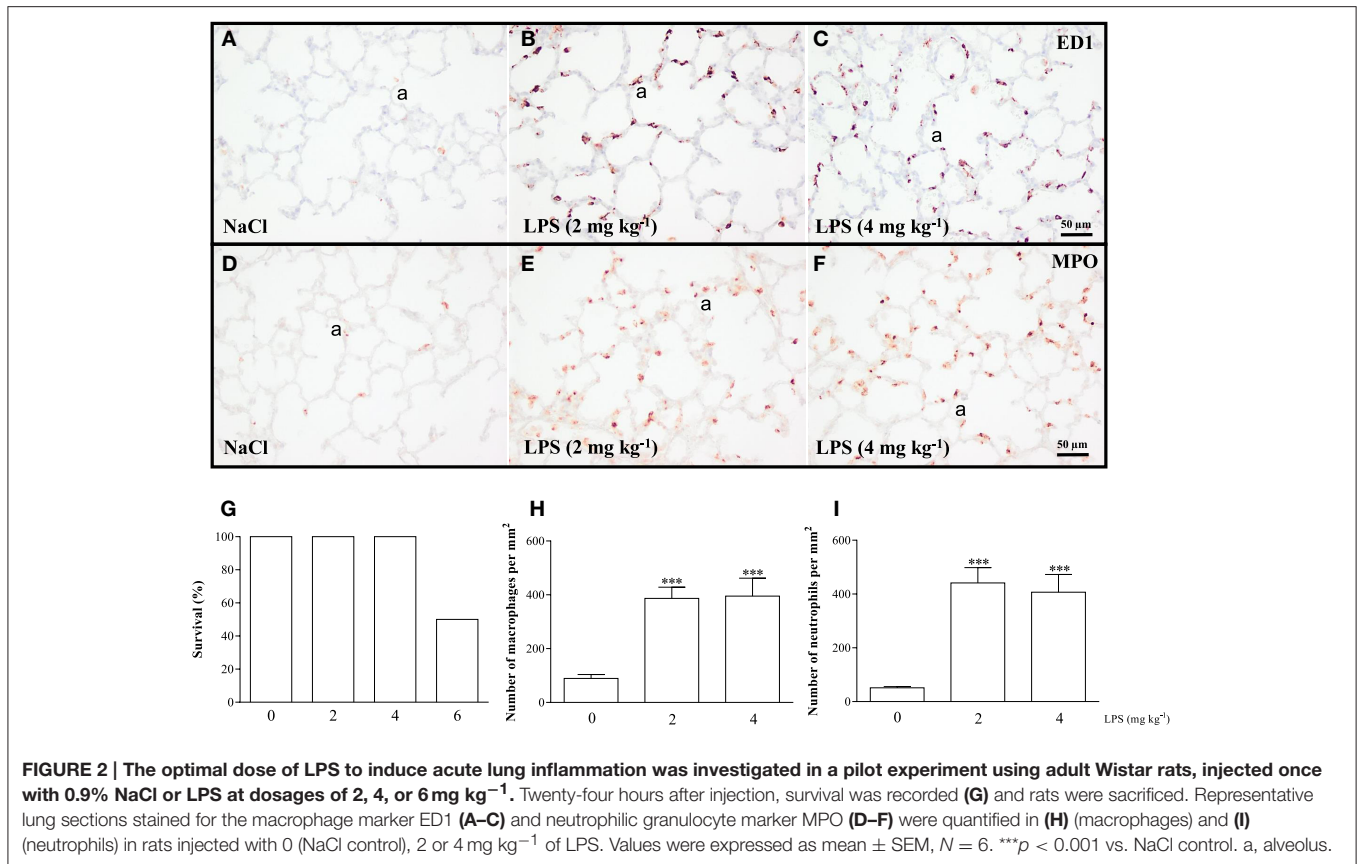 A B C ED1
a a a
NaCl LPS (2 mg kg⁻¹) LPS (4 mg kg⁻¹) 50 µm
D E F MPO
a a a
NaCl LPS (2 mg kg⁻¹) LPS (4 mg kg⁻¹) 50 µm
G
Survival (%)
100
80
60
40
20
0
0 2 4 6
H
Number of macrophages per mm²
600
400
200
0
*** ***
0 2 4
I
Number of neutrophils per mm²
600
400
200
0
*** ***
0 2 4 LPS (mg kg⁻¹)
FIGURE 2 | The optimal dose of LPS to induce acute lung inflammation was investigated in a pilot experiment using adult Wistar rats, injected once
with 0.9% NaCl or LPS at dosages of 2, 4, or 6 mg kg⁻¹. Twenty-four hours after injection, survival was recorded (G) and rats were sacrificed. Representative
lung sections stained for the macrophage marker ED1 (A–C) and neutrophilic granulocyte marker MPO (D–F) were quantified in (H) (macrophages) and (I)
(neutrophils) in rats injected with 0 (NaCl control), 2 or 4 mg kg⁻¹ of LPS. Values were expressed as mean ± SEM, N = 6. ***p < 0.001 vs. NaCl control. a, alveolus.